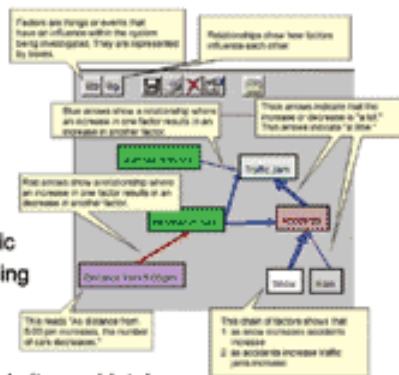 Factors are things or events that
have an influence within the system
being investigated. They are represented
by boxes.
Relationships show how factors
influence each other.
Blue arrows show a relationship where
an increase in one factor results in an
increase in another factor.
Thick arrows indicate that the
increase or decrease is "a lot."
Thin arrows indicate "a little."
Traffic Jam
Red arrows show a relationship where
an increase in one factor results in an
decrease in another factor.
Accidents
Distance from 5:00pm
Snow
Rain
This reads "As distance from
5:00 pm increases, the number
of cars decreases."
This chain of factors shows that
1 as snow increases accidents
increase
2 as accidents increase traffic
jams increase